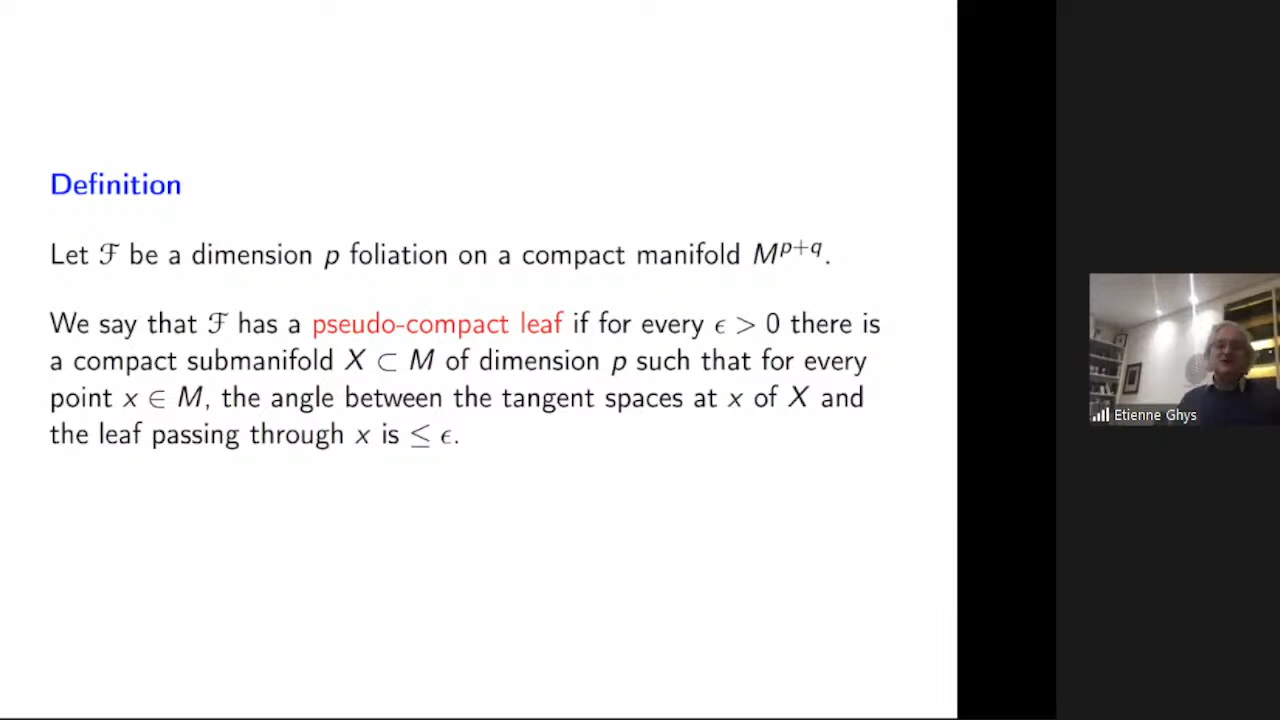 Definition
Let ℱ be a dimension p foliation on a compact manifold M^{p+q}.
We say that ℱ has a pseudo-compact leaf if for every ϵ > 0 there is
a compact submanifold X ⊂ M of dimension p such that for every
point x ∈ M, the angle between the tangent spaces at x of X and
the leaf passing through x is ≤ ϵ.
Etienne Ghys